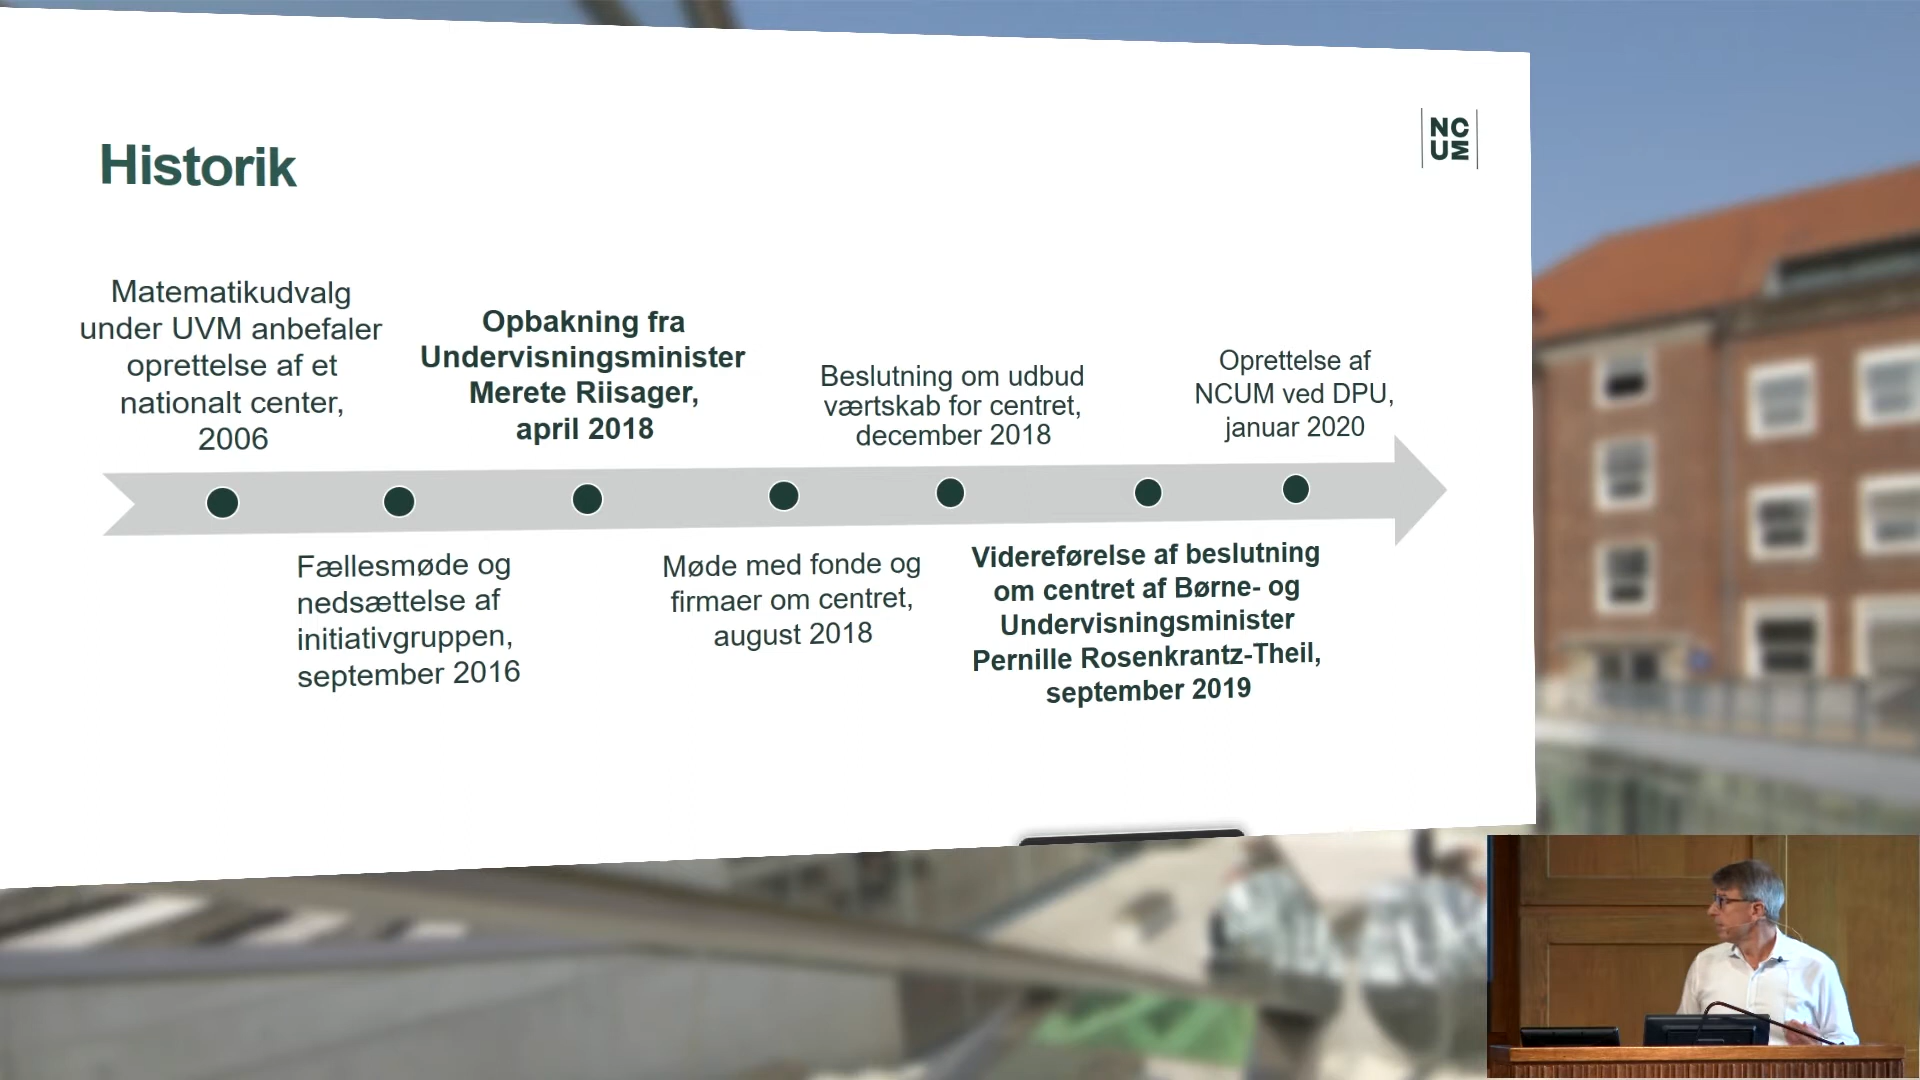 Historik
NC
UM
Matematikudvalg
under UVM anbefaler
oprettelse af et
nationalt center,
2006
Fællesmøde og
nedsættelse af
initiativgruppen,
september 2016
Opbakning fra
Undervisningsminister
Merete Riisager,
april 2018
Møde med fonde og
firmaer om centret,
august 2018
Beslutning om udbud
værtskab for centret,
december 2018
Videreførelse af beslutning
om centret af Børne- og
Undervisningsminister
Pernille Rosenkrantz-Theil,
september 2019
Oprettelse af
NCUM ved DPU,
januar 2020